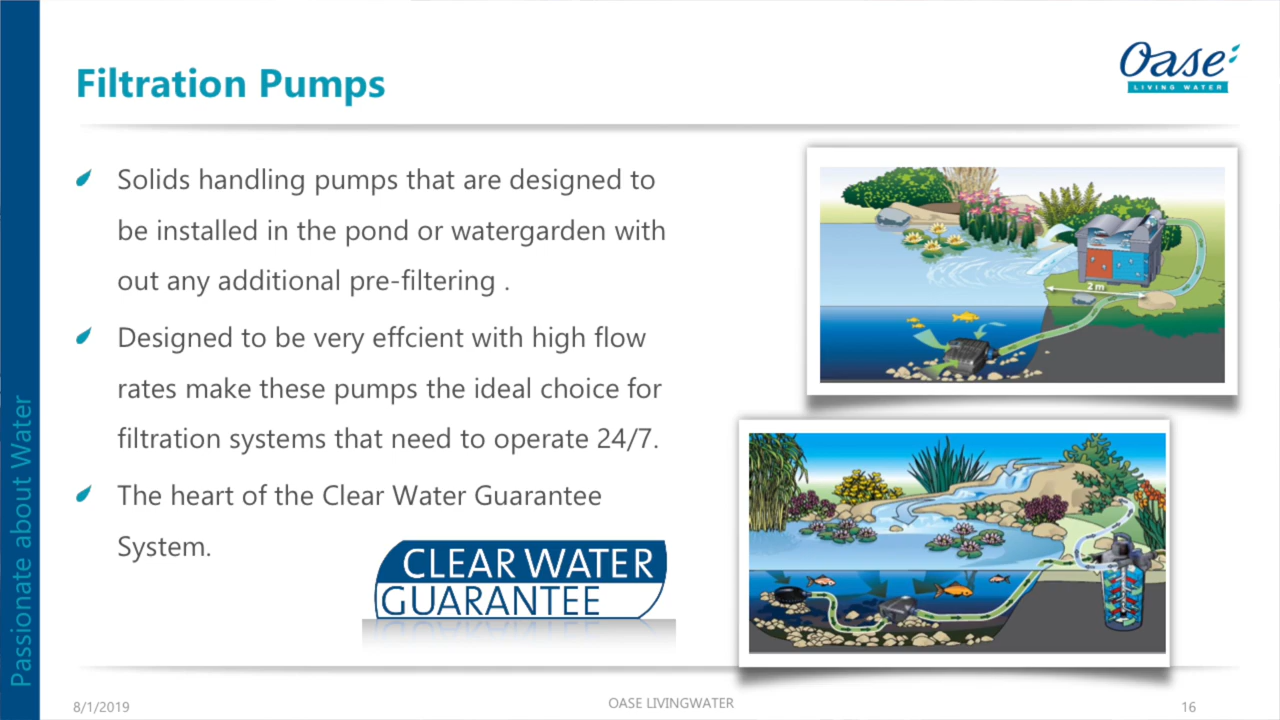 Filtration Pumps
Oase
LIVING WATER
Solids handling pumps that are designed to
be installed in the pond or watergarden with
out any additional pre-filtering .
Designed to be very effcient with high flow
rates make these pumps the ideal choice for
filtration systems that need to operate 24/7.
The heart of the Clear Water Guarantee
System.
CLEAR WATER
GUARANTEE
2 m
Passionate about Water
8/1/2019
OASE LIVINGWATER
16